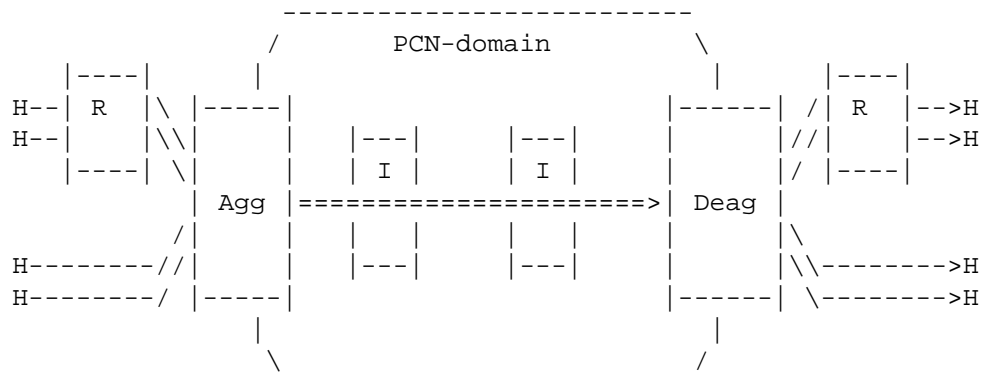 --------------------------
/ PCN-domain \
|----| | | |----|
H--| R |\ |-----| |------| /| R |-->H
H--| |\\| | |---| |---| | |//| |-->H
|----| \| | | I | | I | | |/ |----|
| Agg |======================>| Deag |
/| | | | | | | |\
H--------//| | |---| |---| | |\\-------->H
H--------/ |-----| |------| \-------->H
| |
\ /